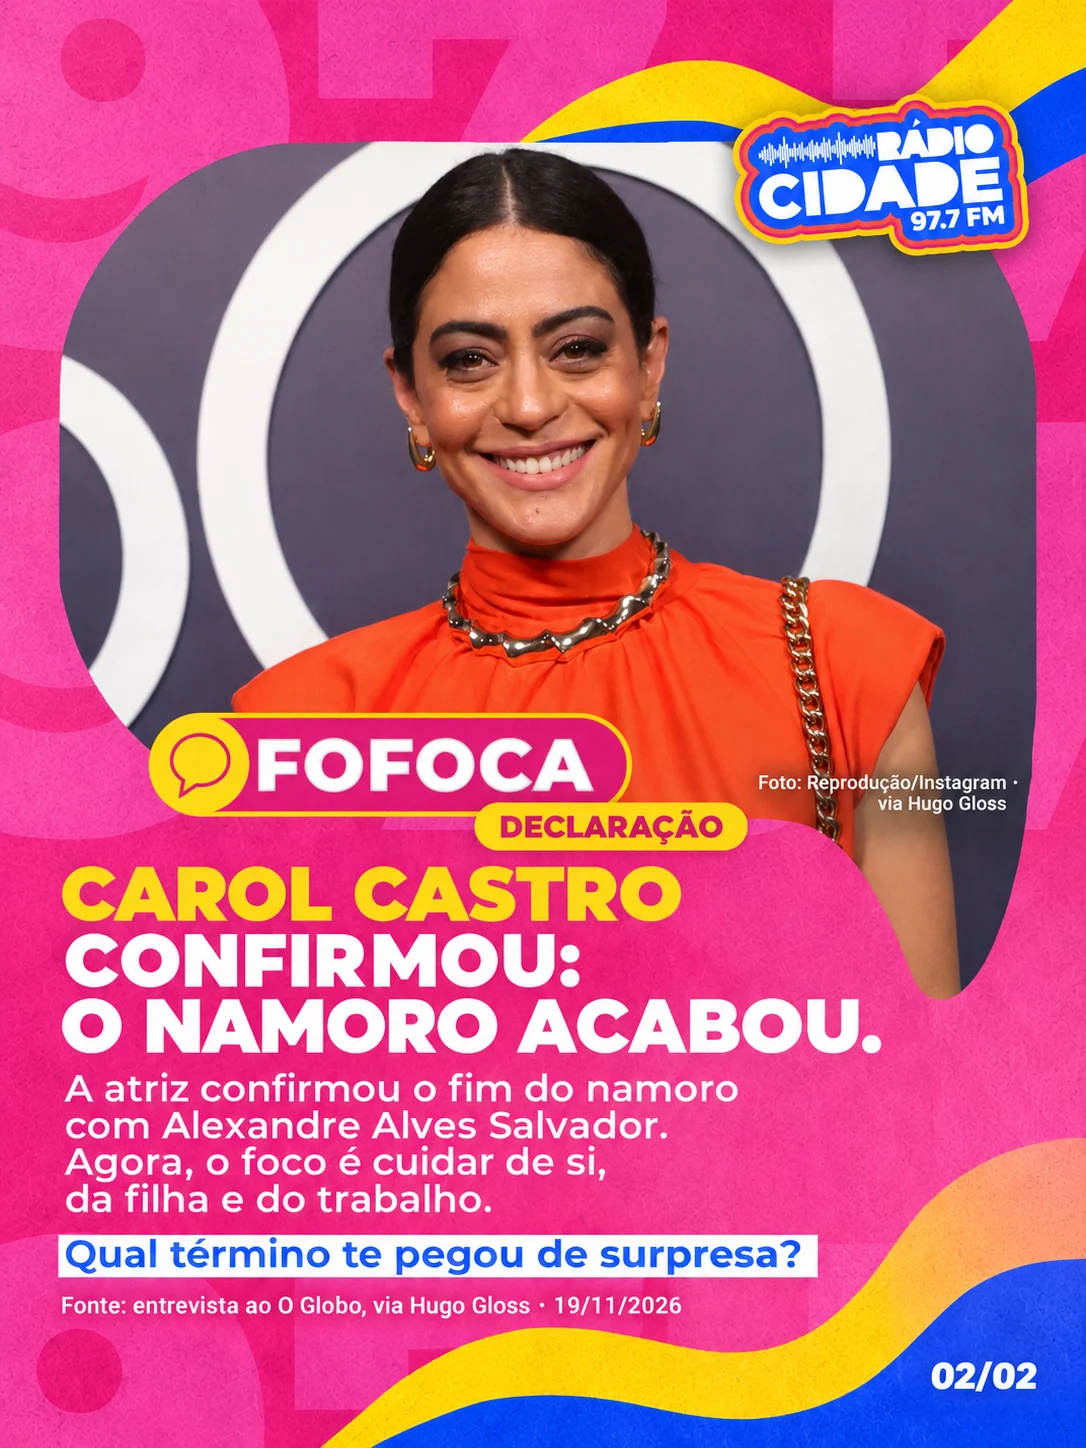 RÁDIO
CIDADE
97.7 FM
FOFOCA
DECLARAÇÃO
Foto: Reprodução/Instagram •
via Hugo Gloss
CAROL CASTRO
CONFIRMOU:
O NAMORO ACABOU.
A atriz confirmou o fim do namoro
com Alexandre Alves Salvador.
Agora, o foco é cuidar de si,
da filha e do trabalho.
Qual término te pegou de surpresa?
Fonte: entrevista ao O Globo, via Hugo Gloss • 19/11/2026
02/02